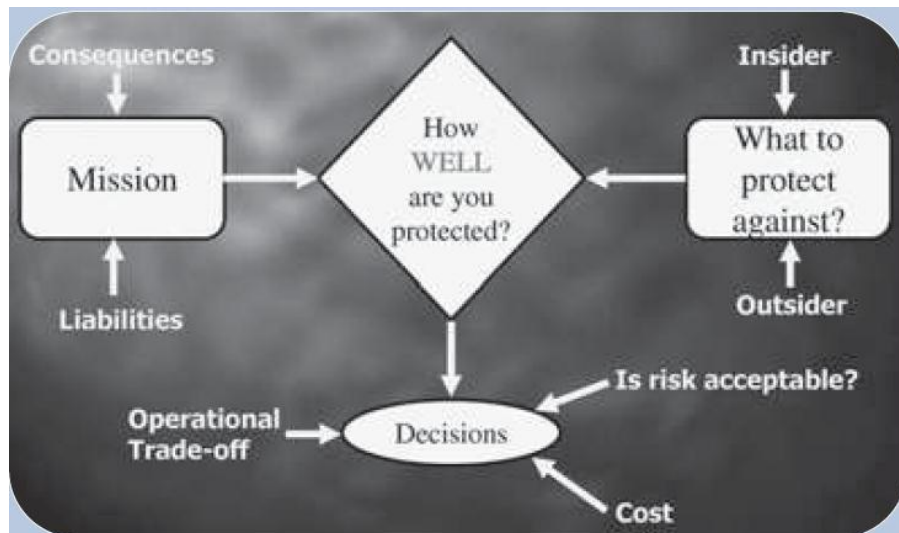 Consequences
Mission
Liabilities
How
WELL
are you
protected?
Insider
What to
protect
against?
Outsider
Is risk acceptable?
Operational
Trade-off
Decisions
Cost